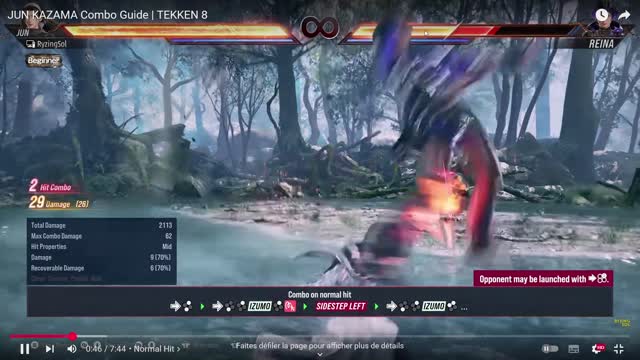 JUN KAZAMA Combo Guide | TEKKEN 8
JUN
REINA
RyzingSol
Beginner
2 Hit Combo
29 Damage (26)
Total Damage 2113
Max Combo Damage 62
Hit Properties Mid
Damage 9 (70%)
Recoverable Damage 6 (70%)
Opponent may be launched with
Combo on normal hit
IZUMO SIDESTEP LEFT IZUMO ...
0:46 / 7:44 • Normal Hit >
Faites défiler la page pour afficher plus de détails